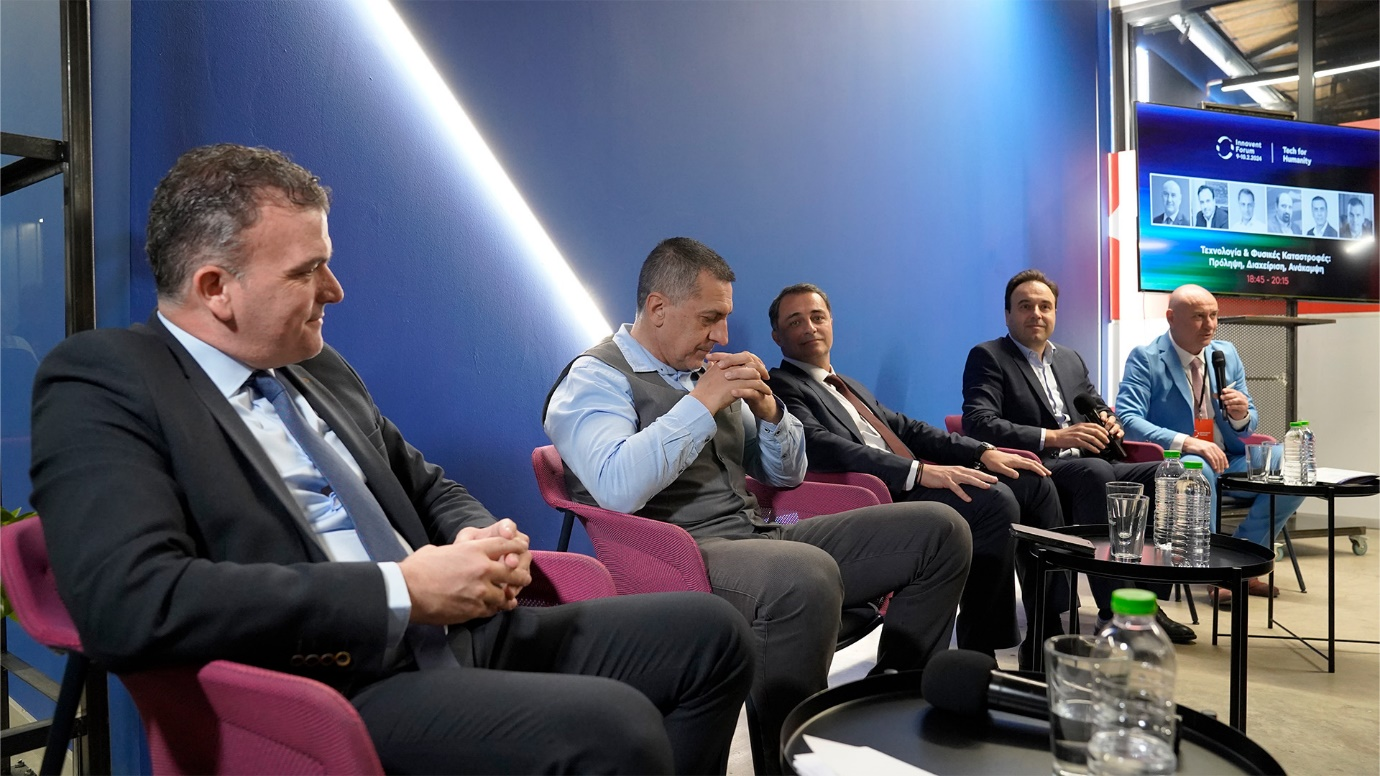 Innovent
Forum
9-10.2.2024
Tech for
Humanity
Τεχνολογία & Φυσικές Καταστροφές:
Πρόληψη, Διαχείριση, Ανάκαμψη
18:45 - 20:15